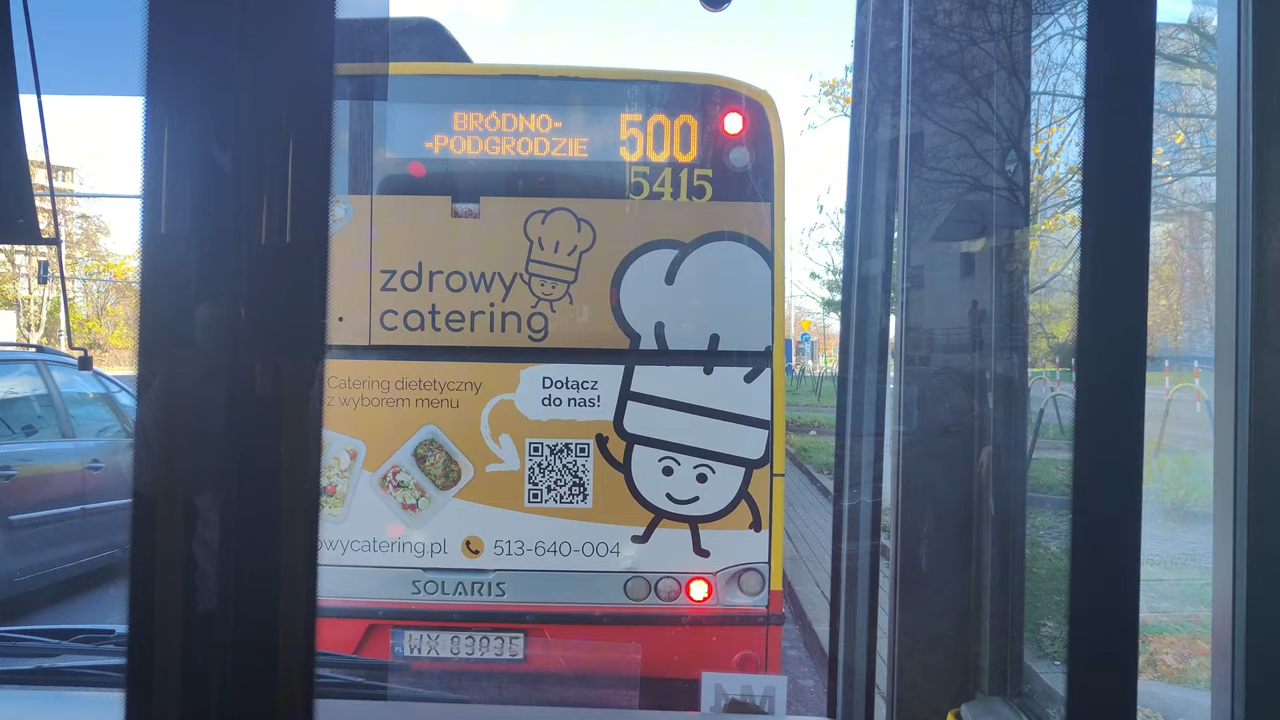 BRÓDNO-
-PODGRODZIE
500
5415
zdrowy
catering
Catering dietetyczny
z wyborem menu
Dołącz
do nas!
owycatering.pl
513-640-004
SOLARIS
PL
WX 83935